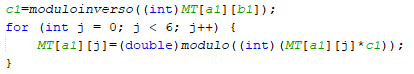 c1=moduloinverso((int)MT[a1][b1]);
for (int j = 0; j < 6; j++) {
MT[a1][j]=(double)modulo((int)(MT[a1][j]*c1));
}